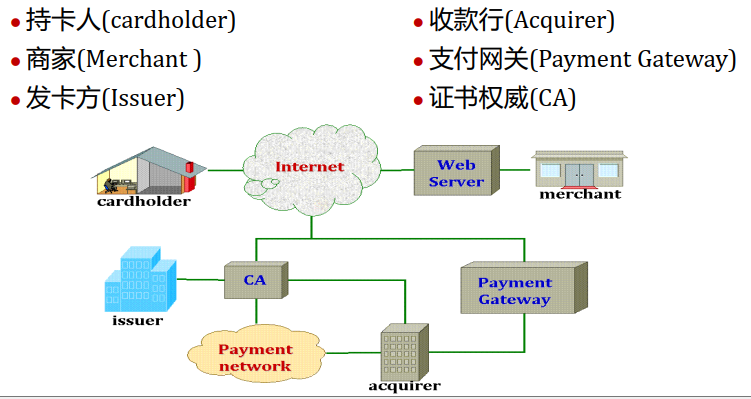 持卡人(cardholder)
商家(Merchant )
发卡方(Issuer)
收款行(Acquirer)
支付网关(Payment Gateway)
证书权威(CA)
Internet
Web
Server
cardholder
merchant
CA
Payment
Gateway
issuer
Payment
network
acquirer